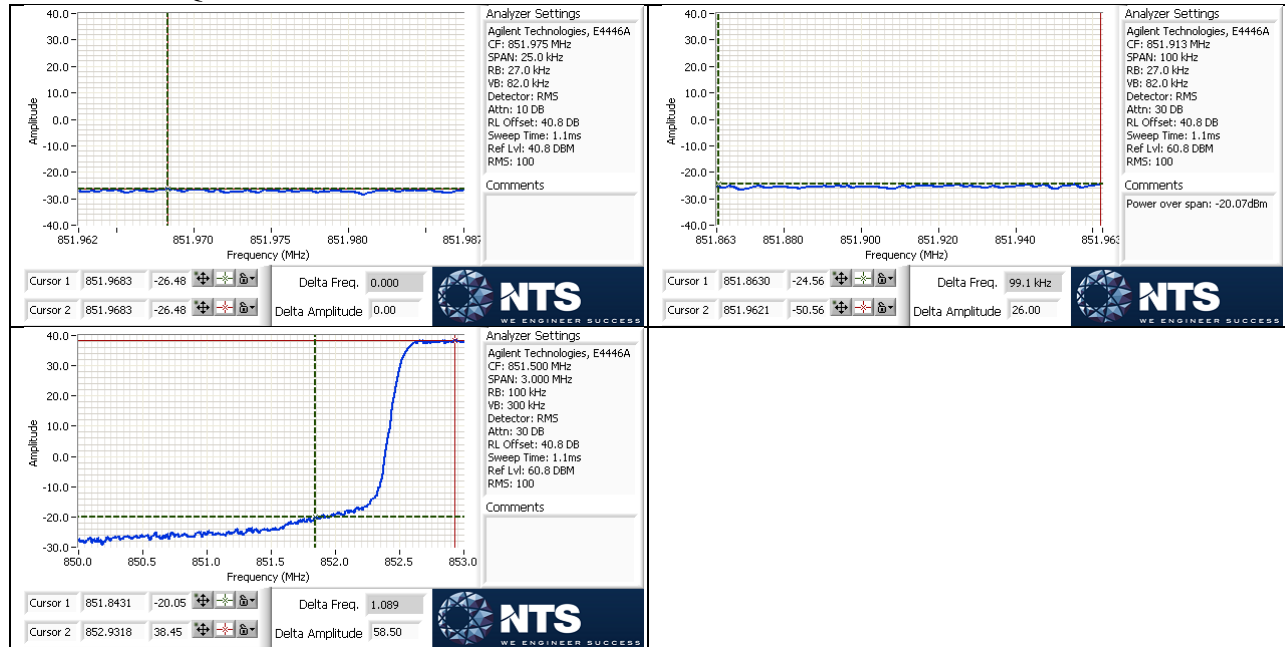 40.0
30.0
20.0
10.0
0.0
-10.0
-20.0
-30.0
-40.0
Amplitude
851.962 851.970 851.975 851.980 851.987
Frequency (MHz)
Analyzer Settings
Agilent Technologies, E4446A
CF: 851.975 MHz
SPAN: 25.0 kHz
RB: 27.0 kHz
VB: 82.0 kHz
Detector: RMS
Attn: 10 DB
RL Offset: 40.8 DB
Sweep Time: 1.1ms
Ref Lvl: 40.8 DBM
RMS: 100
Comments
Cursor 1 851.9683 -26.48
Cursor 2 851.9683 -26.48
Delta Freq. 0.000
Delta Amplitude 0.00
NTS
WE ENGINEER SUCCESS
40.0
30.0
20.0
10.0
0.0
-10.0
-20.0
-30.0
-40.0
Amplitude
851.863 851.880 851.900 851.920 851.940 851.963
Frequency (MHz)
Analyzer Settings
Agilent Technologies, E4446A
CF: 851.913 MHz
SPAN: 100 kHz
RB: 27.0 kHz
VB: 82.0 kHz
Detector: RMS
Attn: 30 DB
RL Offset: 40.8 DB
Sweep Time: 1.1ms
Ref Lvl: 60.8 DBM
RMS: 100
Comments
Power over span: -20.07dBm
Cursor 1 851.8630 -24.56
Cursor 2 851.9621 -50.56
Delta Freq. 99.1 kHz
Delta Amplitude 26.00
NTS
WE ENGINEER SUCCESS
40.0
30.0
20.0
10.0
0.0
-10.0
-20.0
-30.0
Amplitude
850.0 850.5 851.0 851.5 852.0 852.5 853.0
Frequency (MHz)
Analyzer Settings
Agilent Technologies, E4446A
CF: 851.500 MHz
SPAN: 3.000 MHz
RB: 100 kHz
VB: 300 kHz
Detector: RMS
Attn: 30 DB
RL Offset: 40.8 DB
Sweep Time: 1.1ms
Ref Lvl: 60.8 DBM
RMS: 100
Comments
Cursor 1 851.8431 -20.05
Cursor 2 852.9318 38.45
Delta Freq. 1.089
Delta Amplitude 58.50
NTS
WE ENGINEER SUCCESS